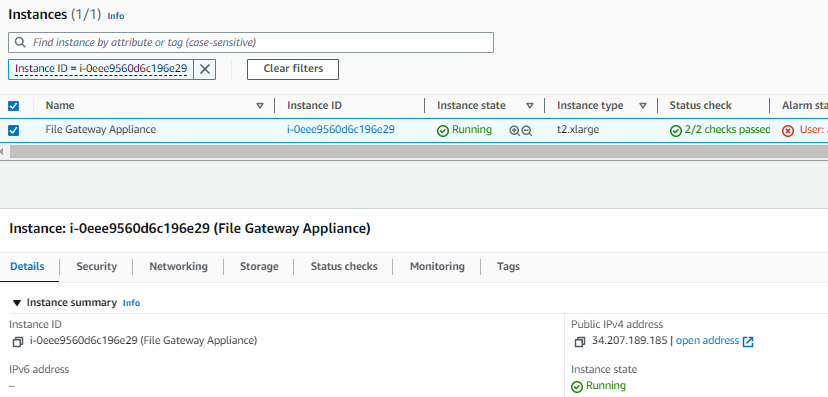 Instances (1/1) Info
Find instance by attribute or tag (case-sensitive)
Instance ID = i-0eee9560d6c196e29 Clear filters
Name Instance ID Instance state Instance type Status check Alarm sta
File Gateway Appliance i-0eee9560d6c196e29 Running t2.xlarge 2/2 checks passed User:
Instance: i-0eee9560d6c196e29 (File Gateway Appliance)
Details Security Networking Storage Status checks Monitoring Tags
Instance summary Info
Instance ID Public IPv4 address
i-0eee9560d6c196e29 (File Gateway Appliance) 34.207.189.185 | open address
IPv6 address Instance state
– Running